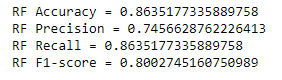 RF Accuracy = 0.8635177335889758
RF Precision = 0.7456628762226413
RF Recall = 0.8635177335889758
RF F1-score = 0.8002745160750989